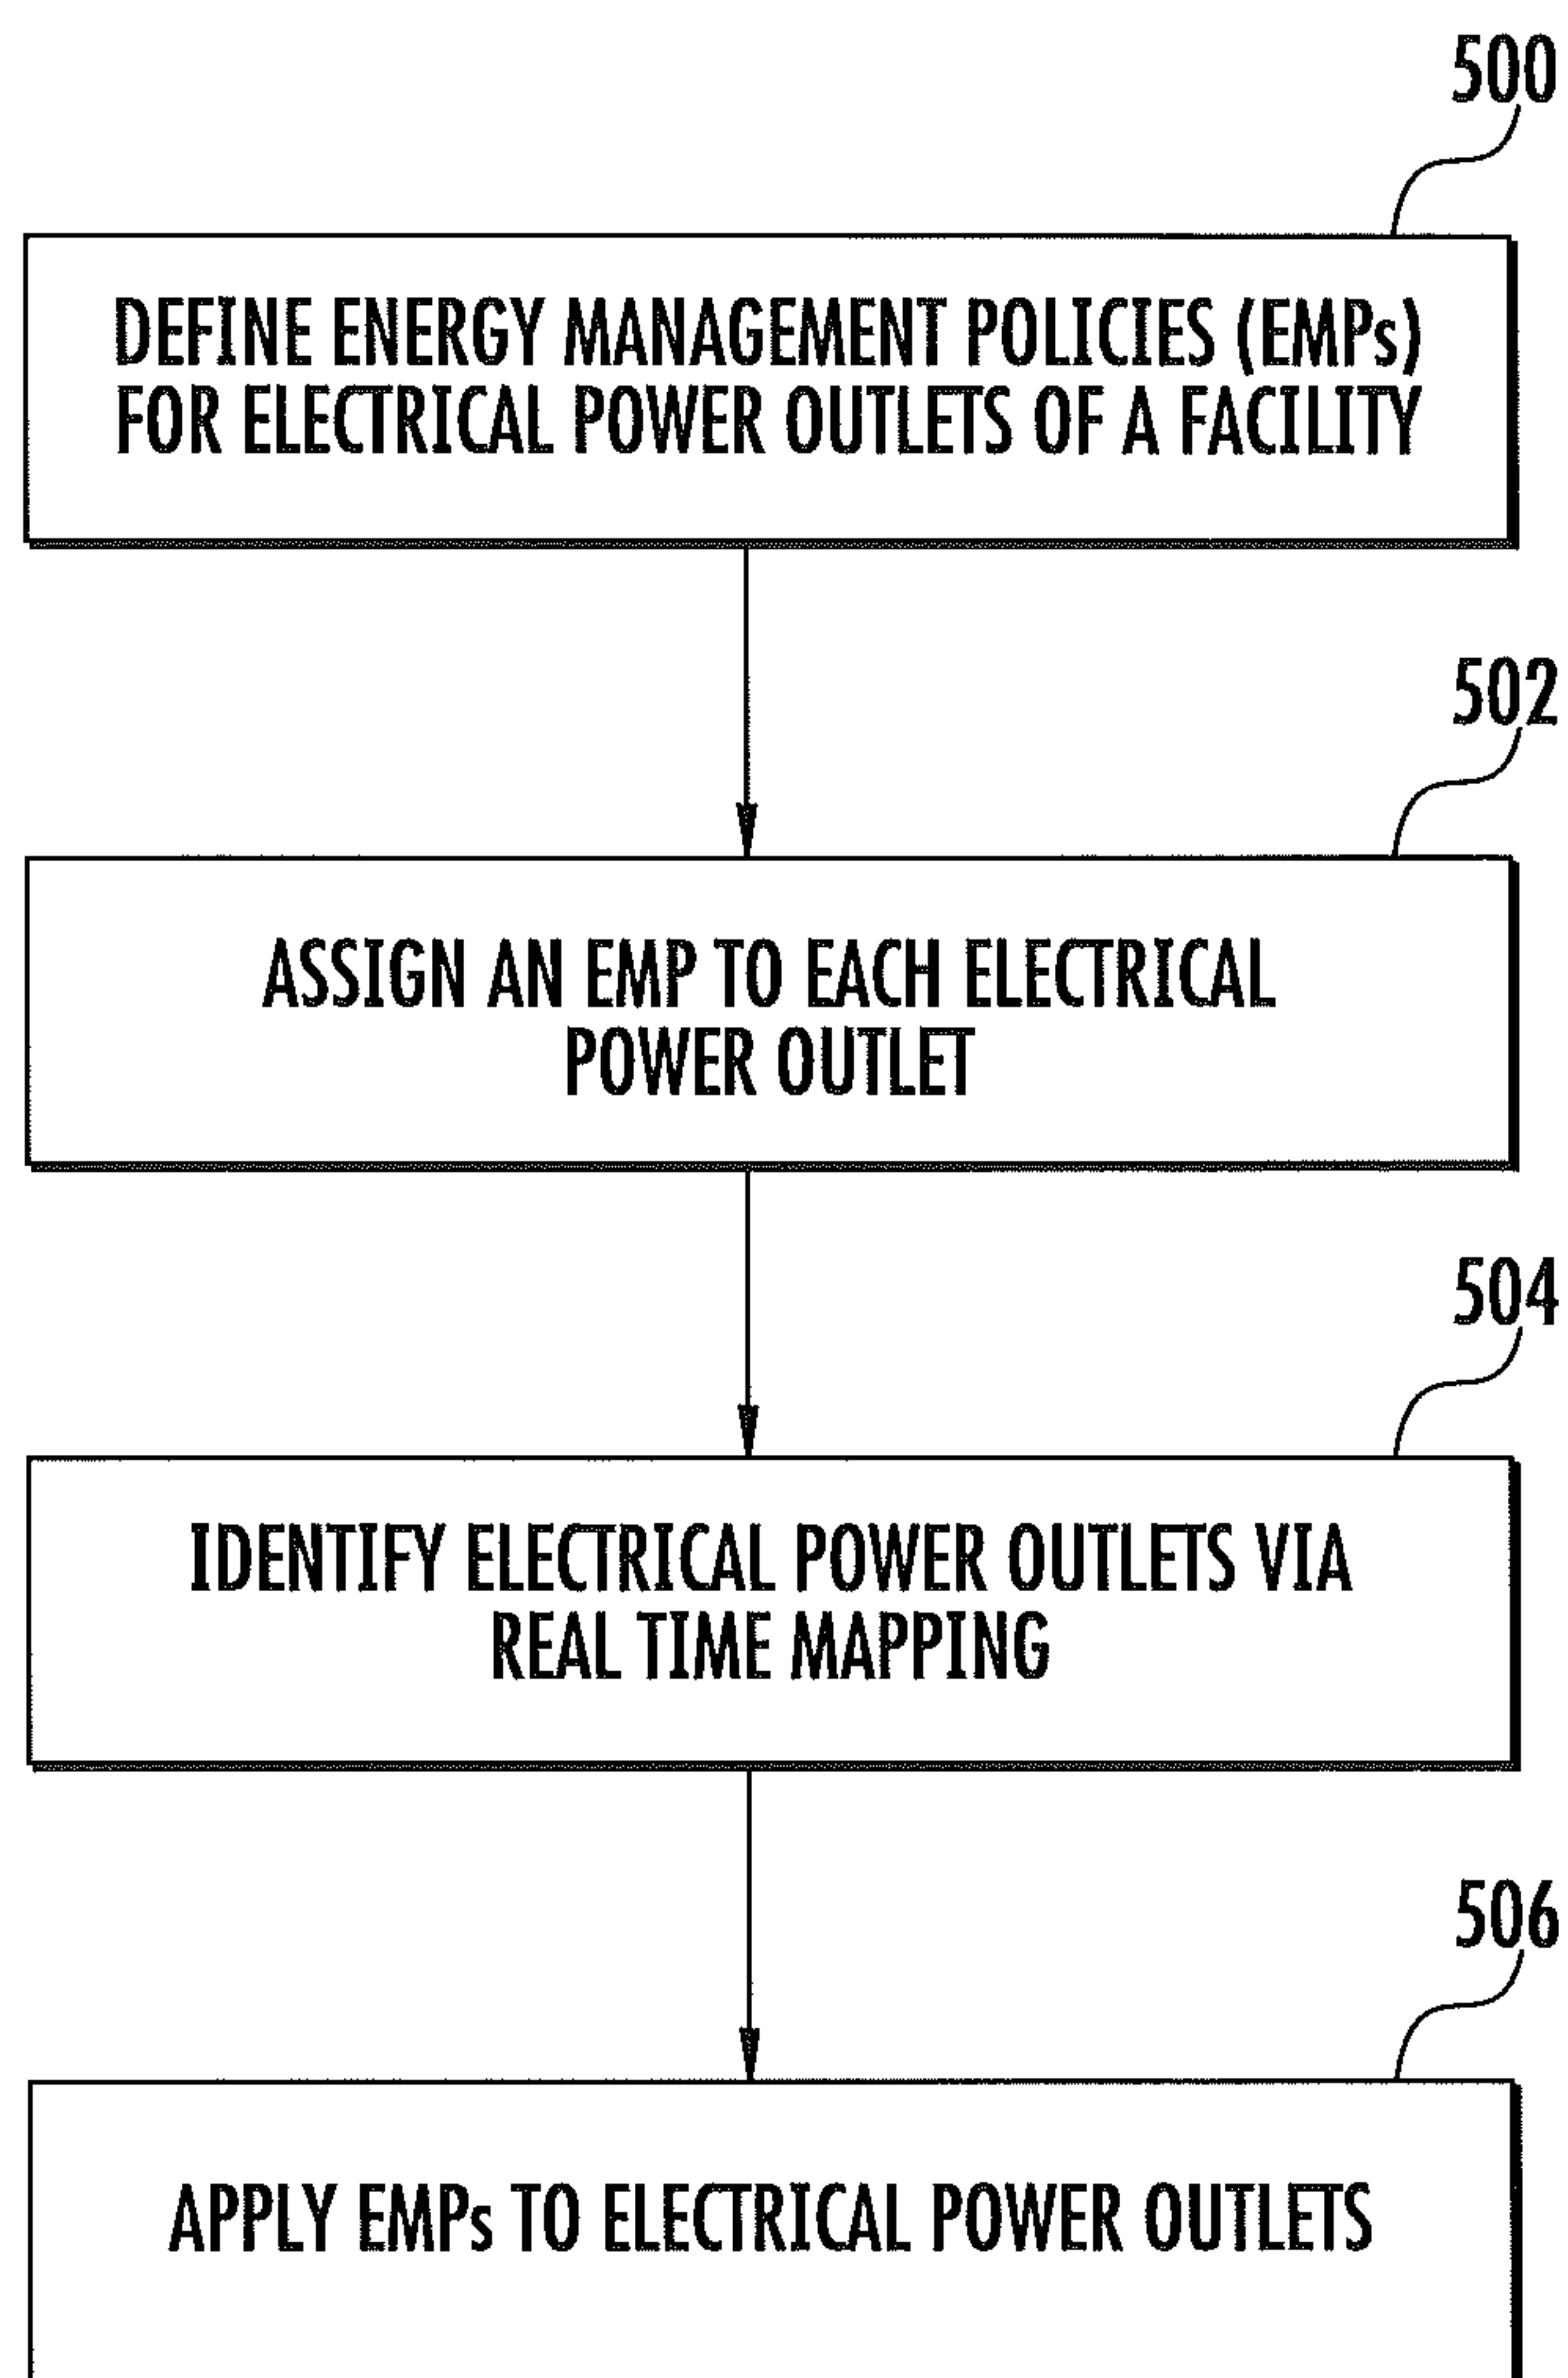 500
DEFINE ENERGY MANAGEMENT POLICIES (EMPs)
FOR ELECTRICAL POWER OUTLETS OF A FACILITY
502
ASSIGN AN EMP TO EACH ELECTRICAL
POWER OUTLET
504
IDENTIFY ELECTRICAL POWER OUTLETS VIA
REAL TIME MAPPING
506
APPLY EMPs TO ELECTRICAL POWER OUTLETS